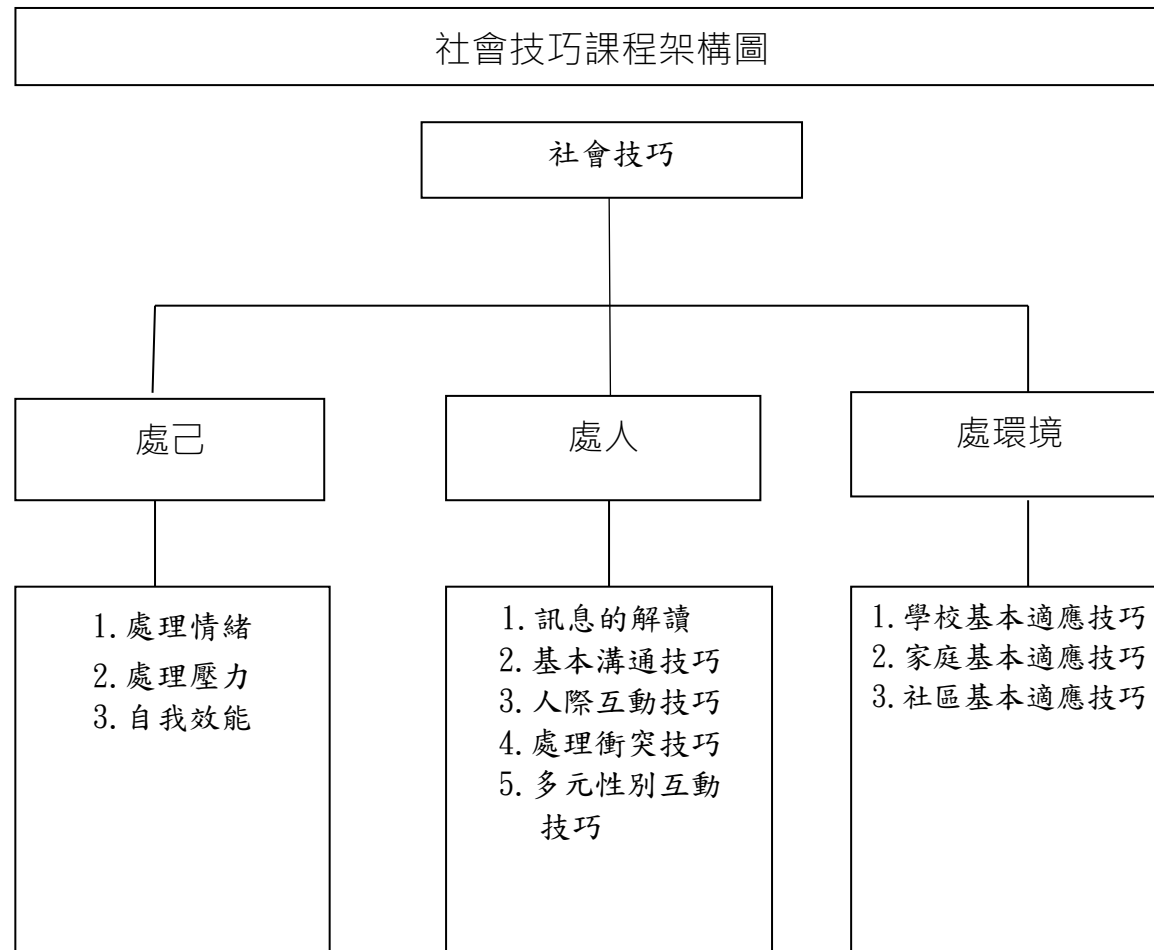 社會技巧課程架構圖
社會技巧
處己
處人
處環境
1.處理情緒
2.處理壓力
3.自我效能
1.訊息的解讀
2.基本溝通技巧
3.人際互動技巧
4.處理衝突技巧
5.多元性別互動
技巧
1.學校基本適應技巧
2.家庭基本適應技巧
3.社區基本適應技巧